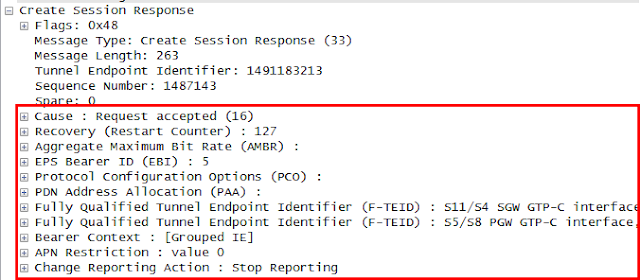 Create Session Response
Flags: 0x48
Message Type: Create Session Response (33)
Message Length: 263
Tunnel Endpoint Identifier: 1491183213
Sequence Number: 1487143
Spare: 0
Cause : Request accepted (16)
Recovery (Restart Counter) : 127
Aggregate Maximum Bit Rate (AMBR) :
EPS Bearer ID (EBI) : 5
Protocol Configuration Options (PCO) :
PDN Address Allocation (PAA) :
Fully Qualified Tunnel Endpoint Identifier (F-TEID) : S11/S4 SGW GTP-C interface
Fully Qualified Tunnel Endpoint Identifier (F-TEID) : S5/S8 PGW GTP-C interface,
Bearer Context : [Grouped IE]
APN Restriction : value 0
Change Reporting Action : Stop Reporting